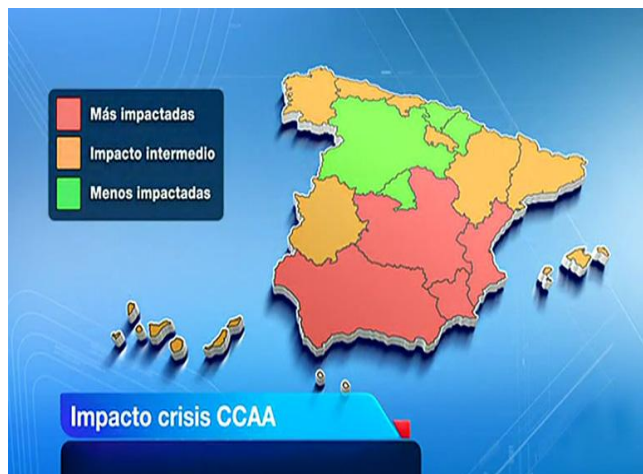 Más impactadas
Impacto intermedio
Menos impactadas
Impacto crisis CCAA